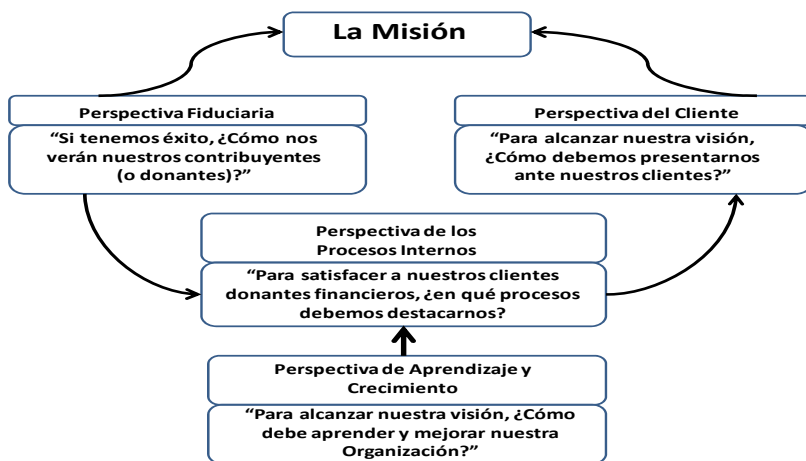 La Misión
Perspectiva Fiduciaria
“Si tenemos éxito, ¿Cómo nos
verán nuestros contribuyentes
(o donantes)?”
Perspectiva del Cliente
“Para alcanzar nuestra visión,
¿Cómo debemos presentarnos
ante nuestros clientes?”
Perspectiva de los
Procesos Internos
“Para satisfacer a nuestros clientes
donantes financieros, ¿en qué procesos
debemos destacarnos?
Perspectiva de Aprendizaje y
Crecimiento
“Para alcanzar nuestra visión, ¿Cómo
debe aprender y mejorar nuestra
Organización?”